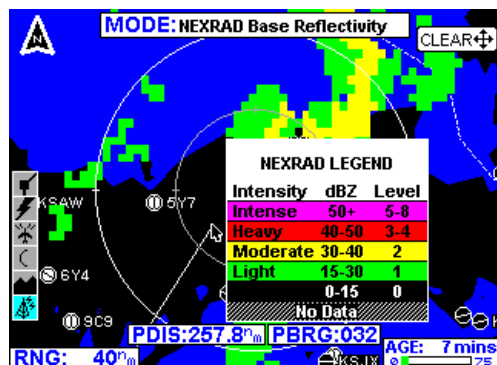 MODE: NEXRAD Base Reflectivity
N
CLEAR
NEXRAD LEGEND
Intensity dBZ Level
Intense 50+ 5-8
Heavy 40-50 3-4
Moderate 30-40 2
Light 15-30 1
0-15 0
No Data
KSAW
5Y7
6Y4
9C9
PDIS:257.8nm PBRG:032
RNG: 40nm
KSJX
AGE: 7 mins
0 75